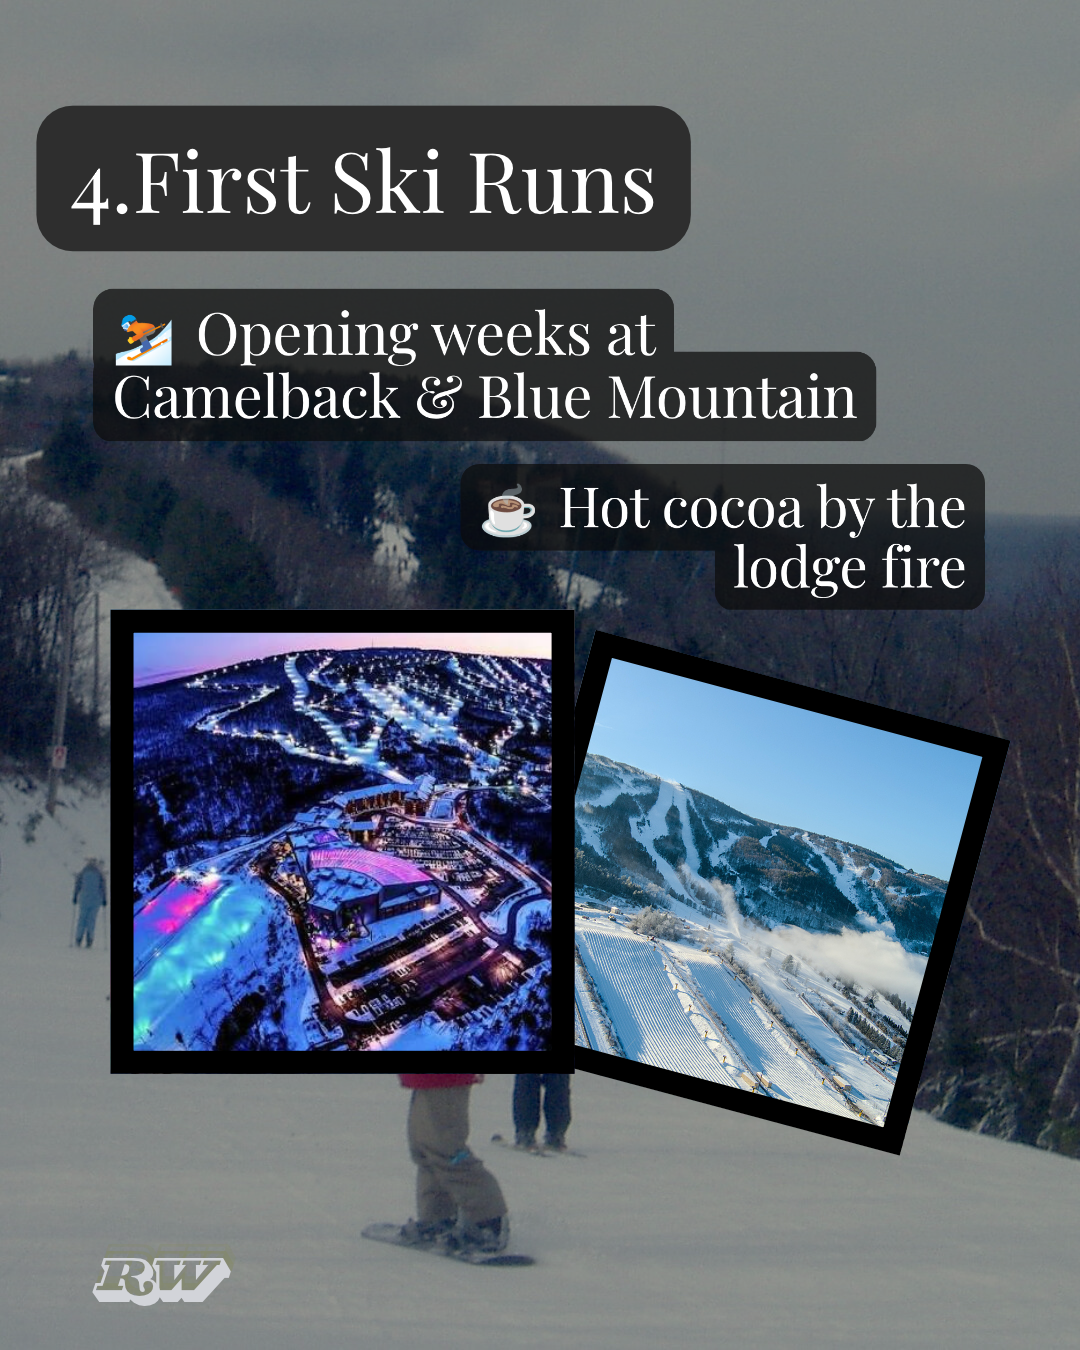 4.First Ski Runs
⛷️ Opening weeks at
Camelback & Blue Mountain
☕ Hot cocoa by the
lodge fire
RW